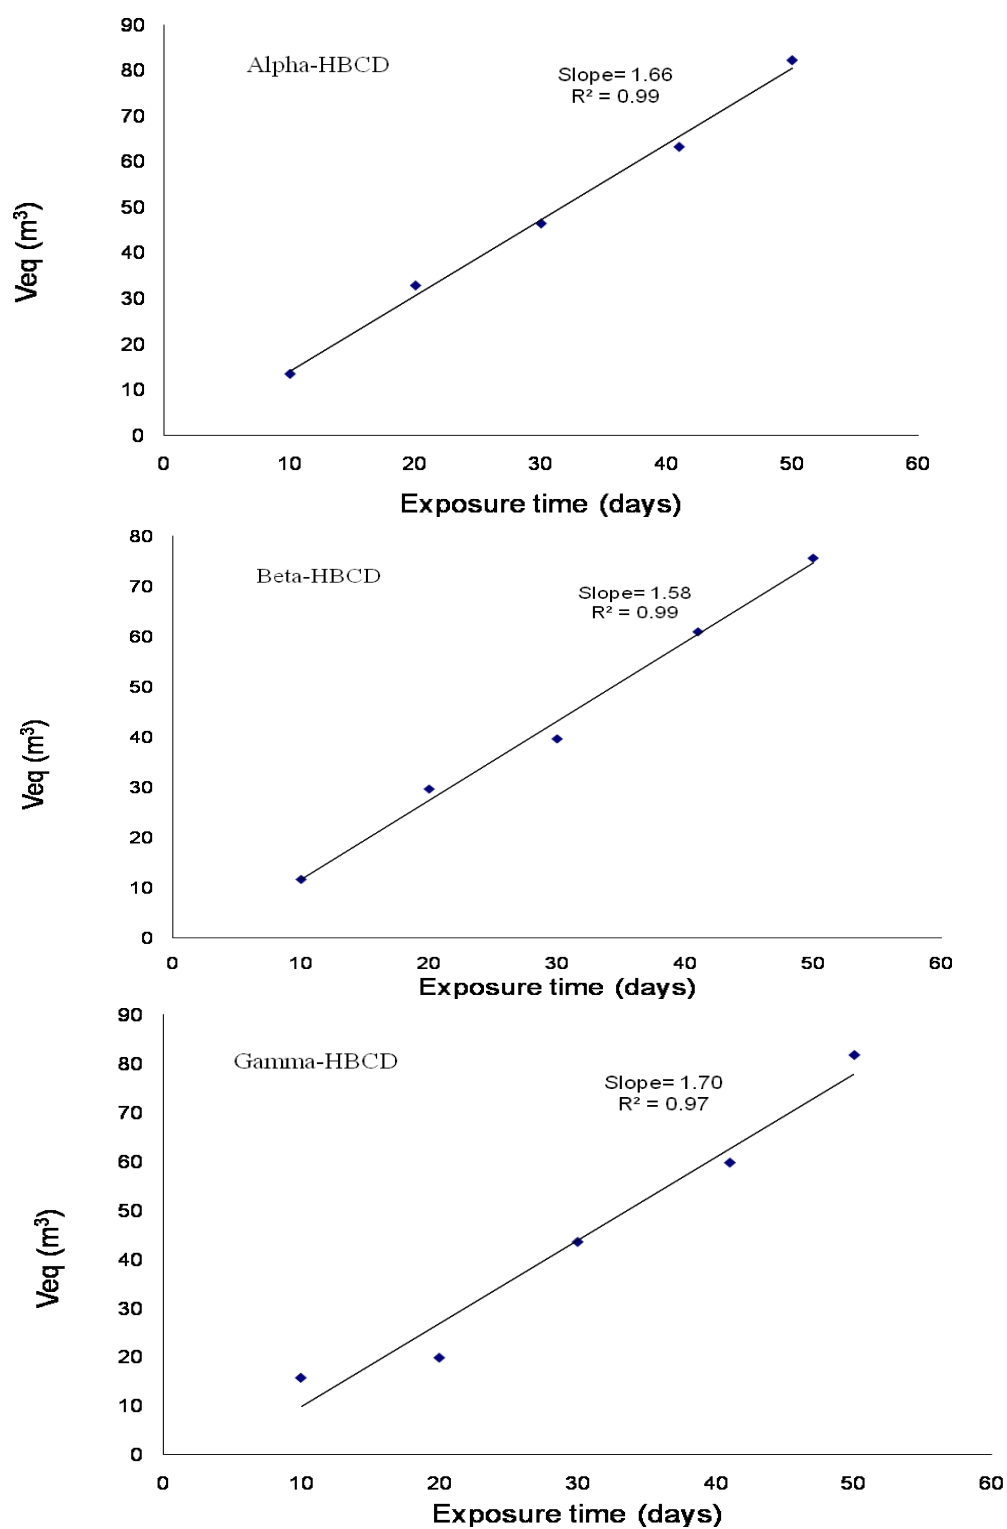 90
80
70
60
50
40
30
20
10
0
Veq (m³)
Alpha-HBCD
Slope= 1.66
R² = 0.99
0 10 20 30 40 50 60
Exposure time (days)
80
70
60
50
40
30
20
10
0
Veq (m³)
Beta-HBCD
Slope= 1.58
R² = 0.99
0 10 20 30 40 50 60
Exposure time (days)
90
80
70
60
50
40
30
20
10
0
Veq (m³)
Gamma-HBCD
Slope= 1.70
R² = 0.97
0 10 20 30 40 50 60
Exposure time (days)